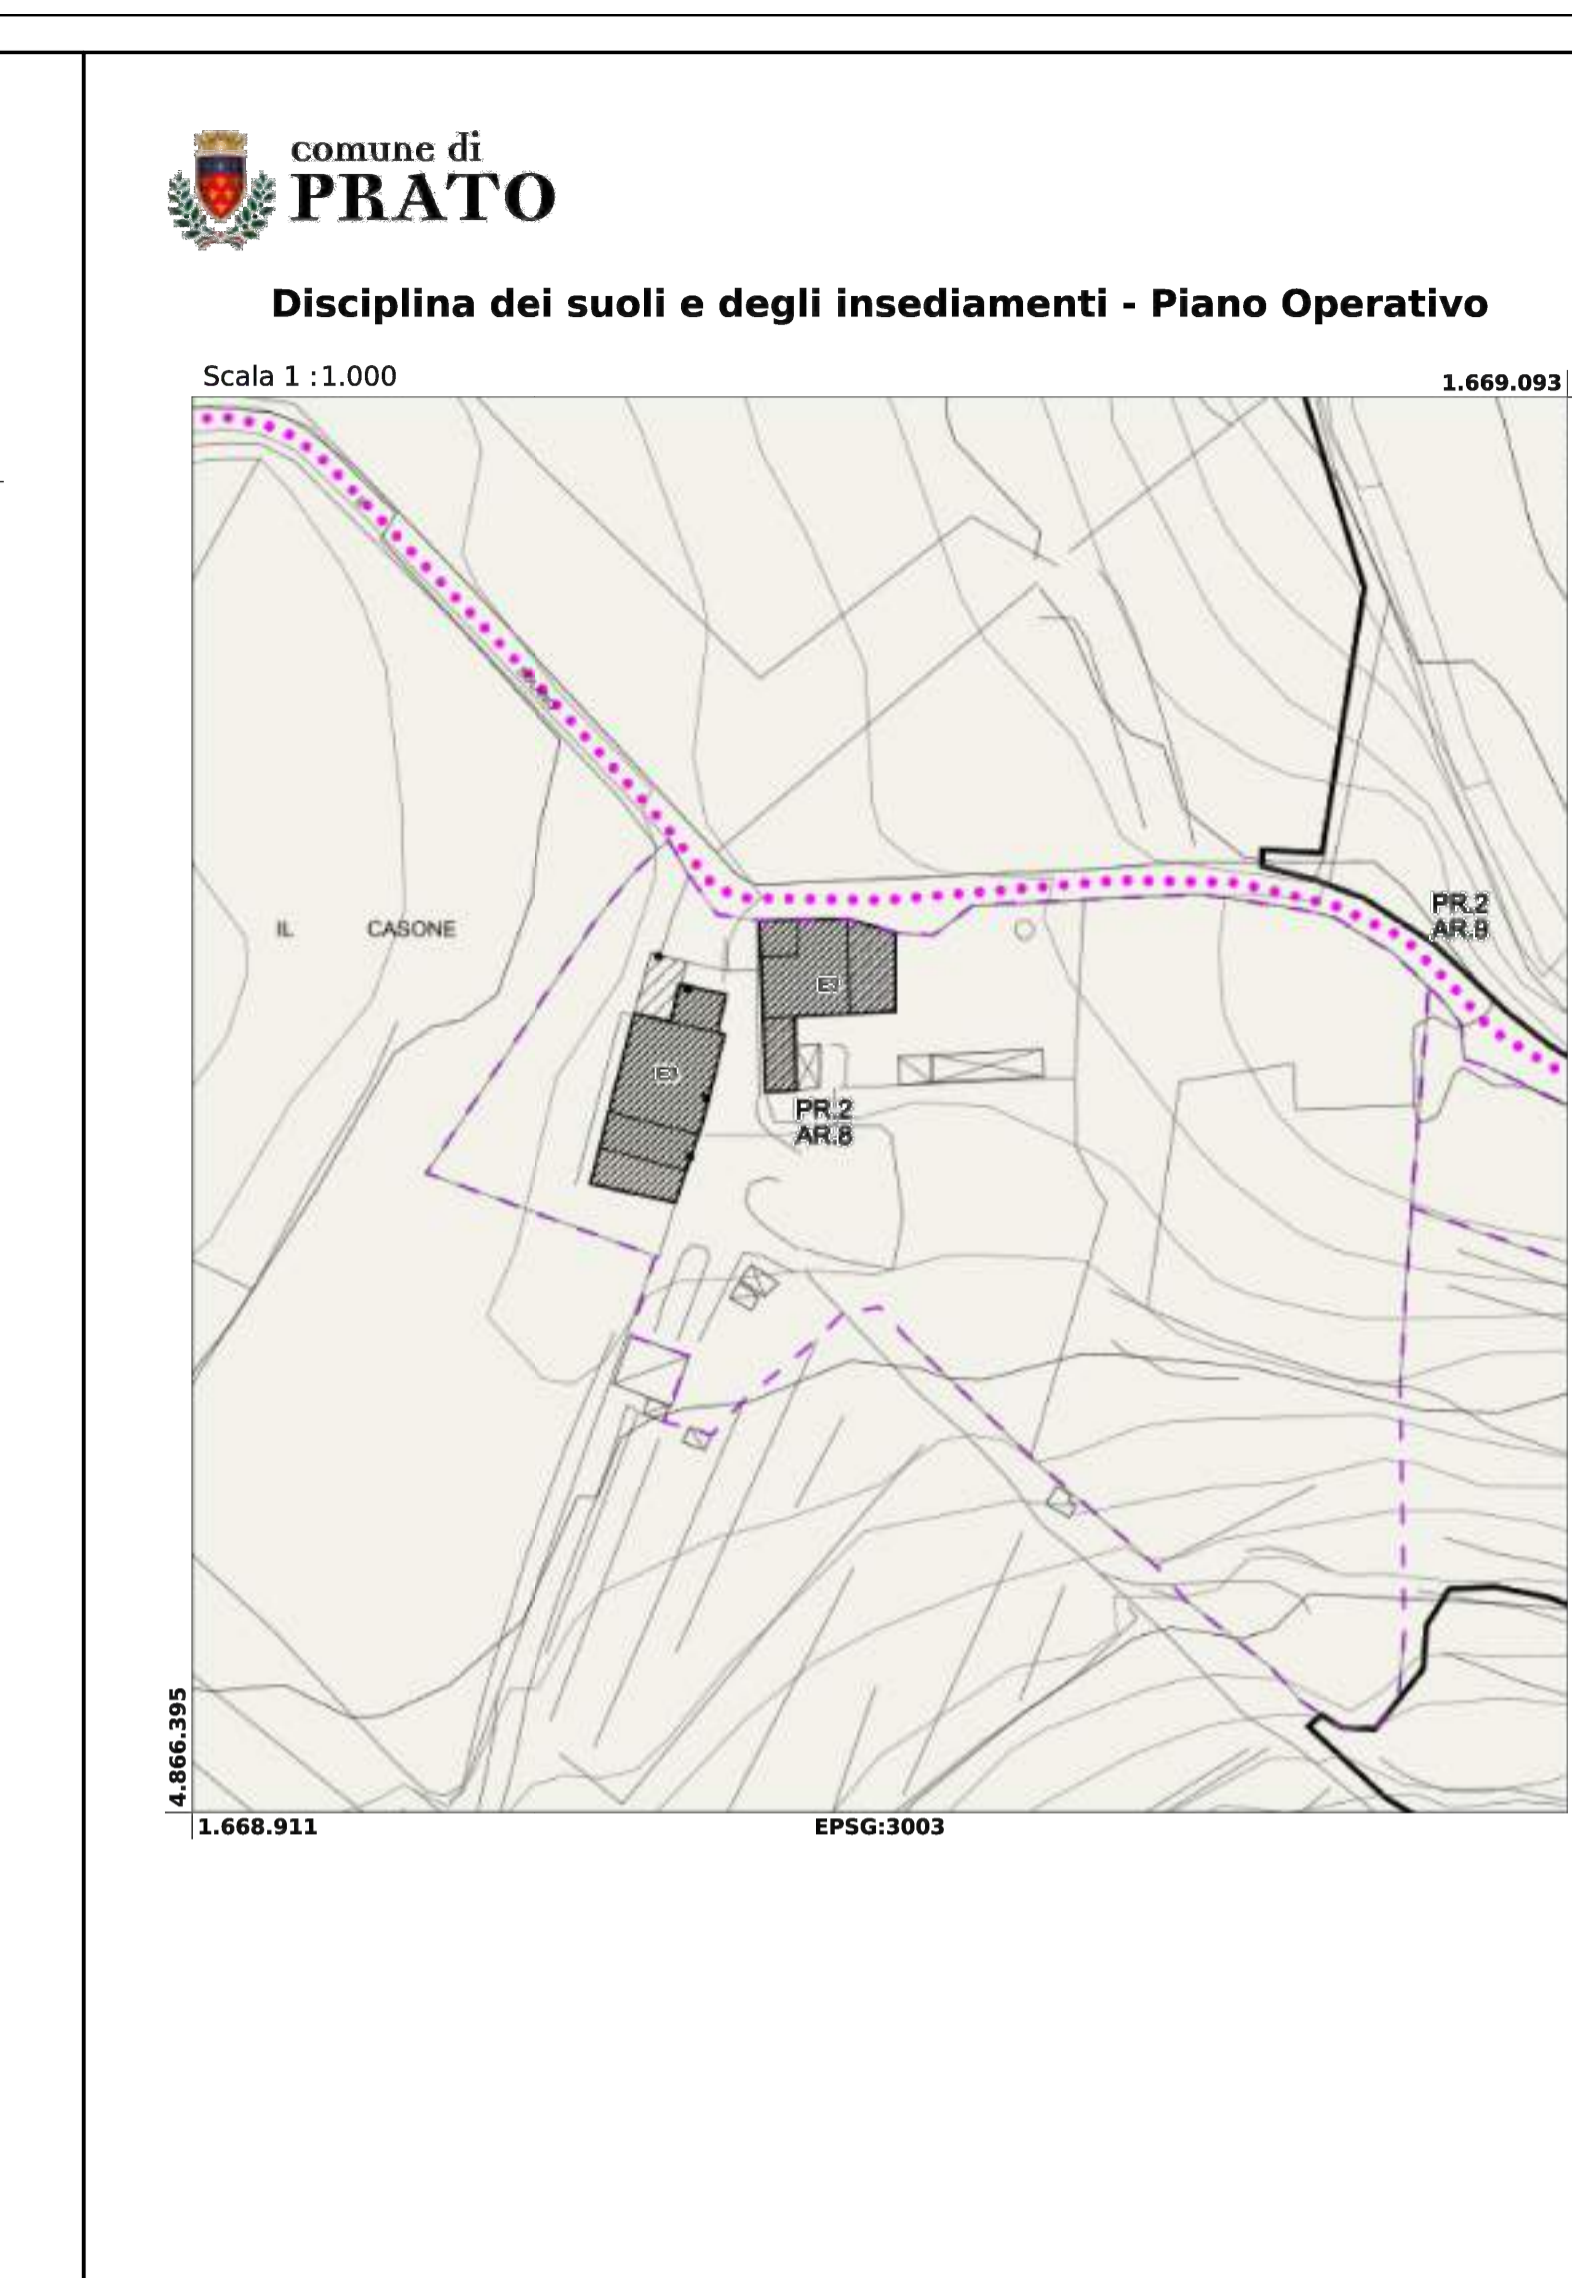 comune di
PRATO
Disciplina dei suoli e degli insediamenti - Piano Operativo
Scala 1 :1.000
1.669.093
PR.2
AR.9
IL CASONE
PR.2
AR.8
4.866.395
1.668.911
EPSG:3003